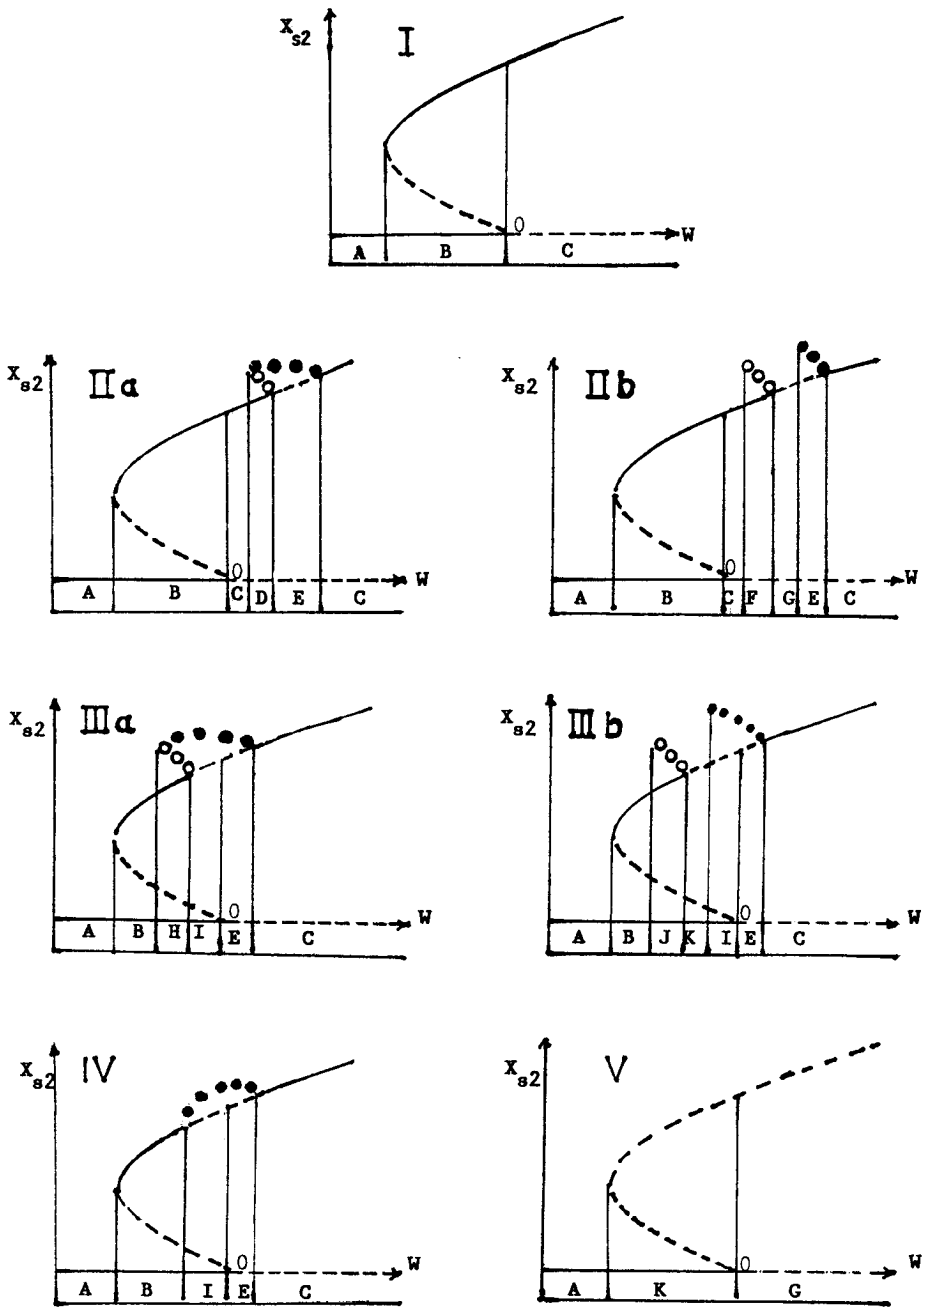 X_s2 I
0 W
A B C
X_s2 IIa
0 W
A B C D E C
X_s2 IIb
0 W
A B C F G E C
X_s2 IIIa
0 W
A B H I E C
X_s2 IIIb
0 W
A B J K I E C
X_s2 IV
0 W
A B I E C
X_s2 V
0 W
A K G